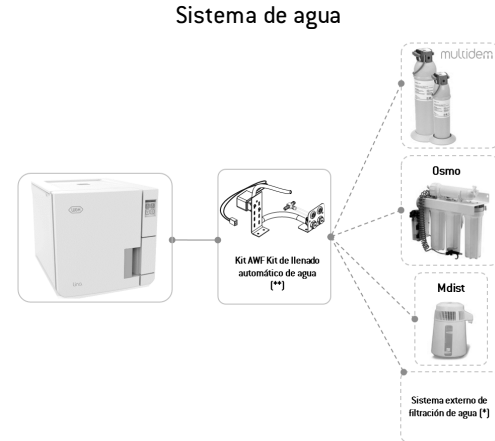 Sistema de agua
multidem
Osmo
Kit AWF Kit de llenado
automático de agua
(**)
Mdist
Sistema externo de
filtración de agua (*)